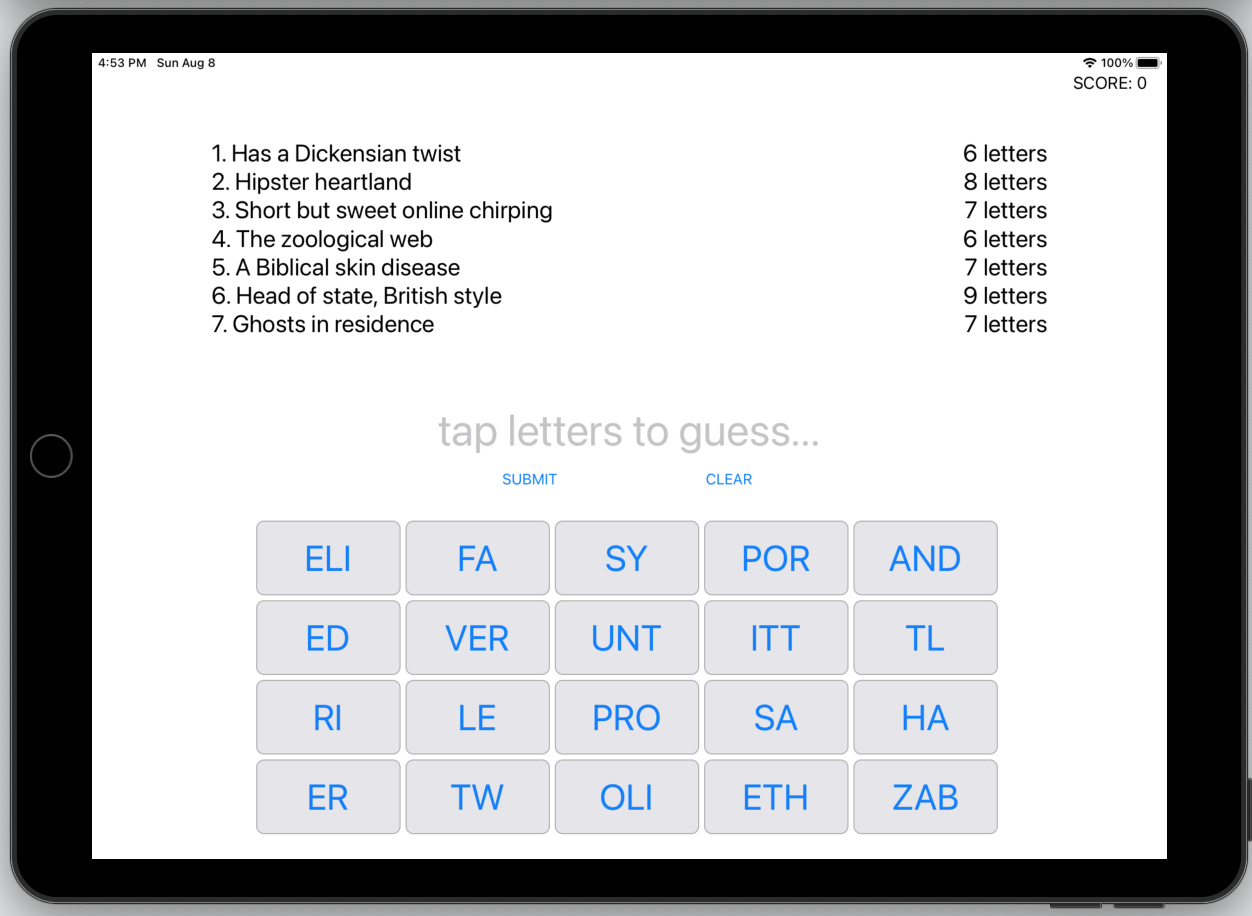 4:53 PM Sun Aug 8 100%
SCORE: 0
1. Has a Dickensian twist 6 letters
2. Hipster heartland 8 letters
3. Short but sweet online chirping 7 letters
4. The zoological web 6 letters
5. A Biblical skin disease 7 letters
6. Head of state, British style 9 letters
7. Ghosts in residence 7 letters
tap letters to guess...
SUBMIT CLEAR
ELI FA SY POR AND
ED VER UNT ITT TL
RI LE PRO SA HA
ER TW OLI ETH ZAB